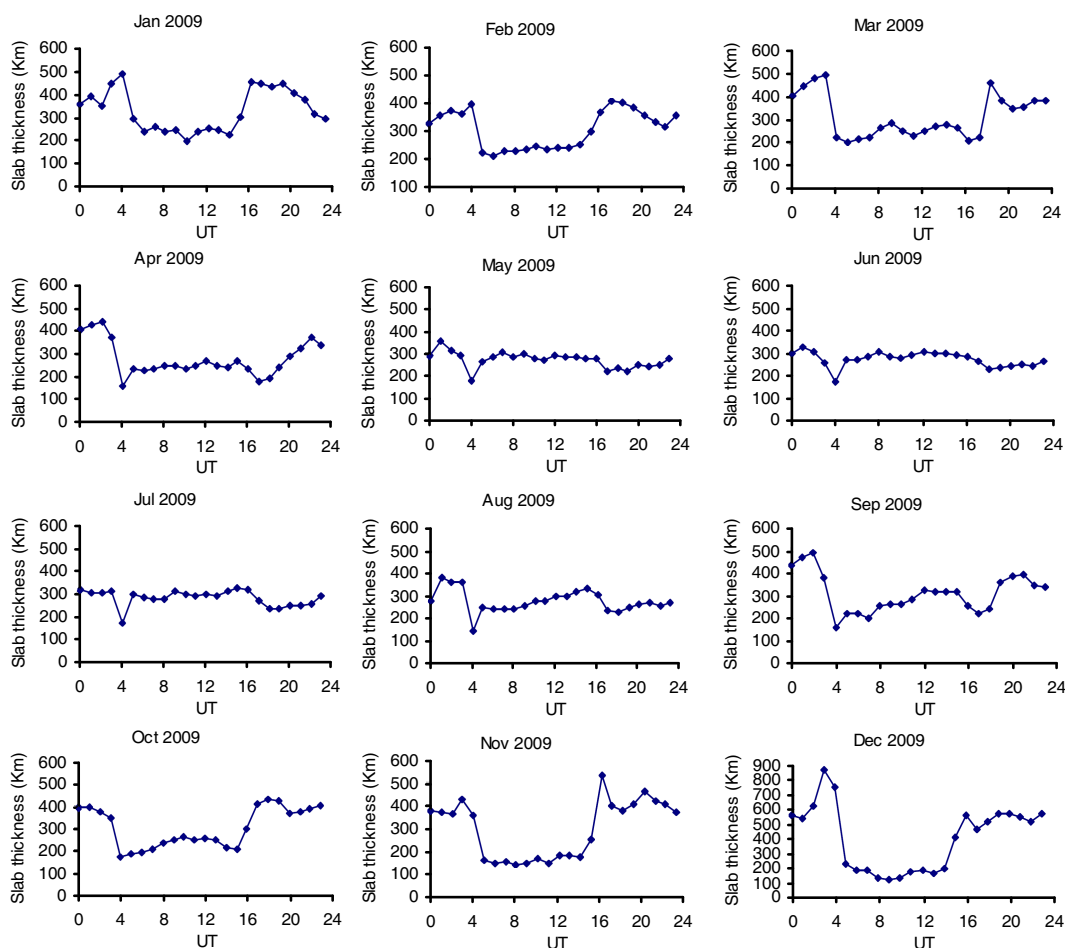 Jan 2009
Slab thickness (Km)
600
500
400
300
200
100
0
0 4 8 12 16 20 24
UT
Feb 2009
Slab thickness (Km)
600
500
400
300
200
100
0 4 8 12 16 20 24
UT
Mar 2009
Slab thickness (Km)
600
500
400
300
200
100
0
0 4 8 12 16 20 24
UT
Apr 2009
Slab thickness (Km)
600
500
400
300
200
100
0
0 4 8 12 16 20 24
UT
May 2009
Slab thickness (Km)
600
500
400
300
200
100
0
0 4 8 12 16 20 24
UT
Jun 2009
Slab thickness (Km)
600
500
400
300
200
100
0
0 4 8 12 16 20 24
UT
Jul 2009
Slab thickness (Km)
600
500
400
300
200
100
0
0 4 8 12 16 20 24
UT
Aug 2009
Slab thickness (Km)
600
500
400
300
200
100
0
0 4 8 12 16 20 24
UT
Sep 2009
Slab thickness (Km)
600
500
400
300
200
100
0
0 4 8 12 16 20 24
UT
Oct 2009
Slab thickness (Km)
600
500
400
300
200
100
0
0 4 8 12 16 20 24
UT
Nov 2009
Slab thickness (Km)
600
500
400
300
200
100
0
0 4 8 12 16 20 24
UT
Dec 2009
Slab thickness (Km)
900
800
700
600
500
400
300
200
100
0
0 4 8 12 16 20 24
UT